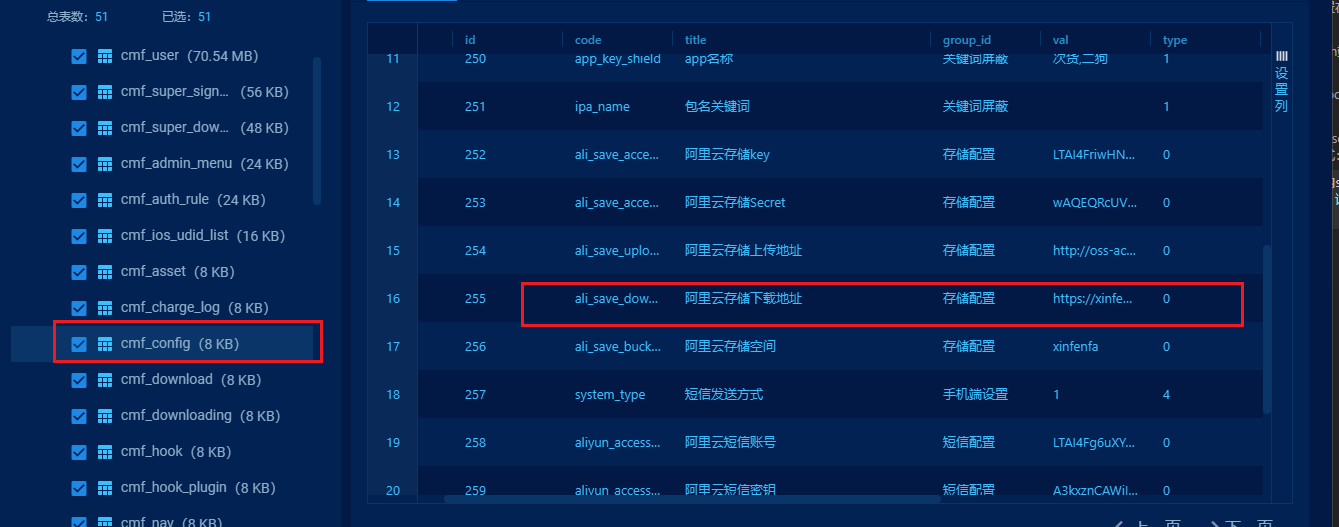 总表数：51 已选：51
cmf_user (70.54 MB)
cmf_super_sign... (56 KB)
cmf_super_dow... (48 KB)
cmf_admin_menu (24 KB)
cmf_auth_rule (24 KB)
cmf_ios_udid_list (16 KB)
cmf_asset (8 KB)
cmf_charge_log (8 KB)
cmf_config (8 KB)
cmf_download (8 KB)
cmf_downloading (8 KB)
cmf_hook (8 KB)
cmf_hook_plugin (8 KB)
cmf_nav (8 KB)
id code title group_id val type
11 250 app_key_shield app名称 关键词屏蔽 次货,二狗 1
12 251 ipa_name 包名关键词 关键词屏蔽 1
13 252 ali_save_acce... 阿里云存储key 存储配置 LTAI4FriwHN... 0
14 253 ali_save_acce... 阿里云存储Secret 存储配置 wAQEQRcUV... 0
15 254 ali_save_uplo... 阿里云存储上传地址 存储配置 http://oss-ac... 0
16 255 ali_save_dow... 阿里云存储下载地址 存储配置 https://xinfe... 0
17 256 ali_save_buck... 阿里云存储空间 存储配置 xinfenfa 0
18 257 system_type 短信发送方式 手机端设置 1 4
19 258 aliyun_access... 阿里云短信账号 短信配置 LTAI4Fg6uXY... 0
20 259 aliyun_access... 阿里云短信密钥 短信配置 A3kxznCAWiI... 0
设置列
上一页 下一页